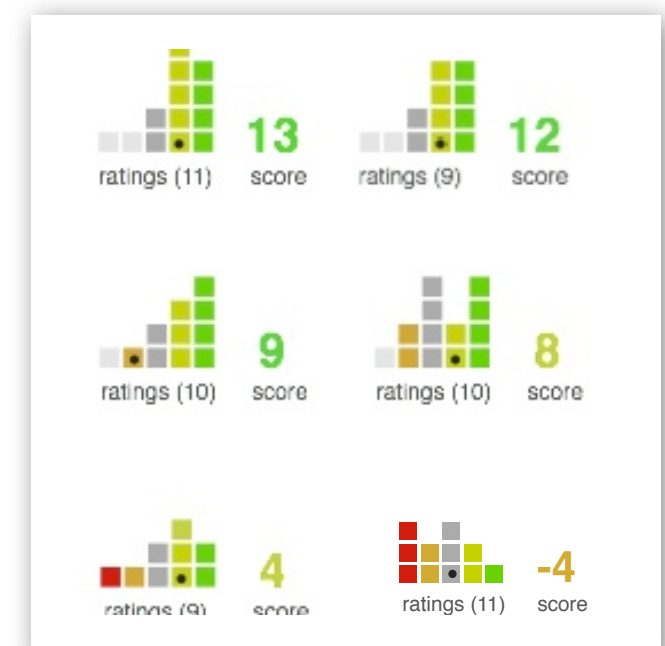 13 12
ratings (11) score ratings (9) score
9 8
ratings (10) score ratings (10) score
4 -4
ratings (9) score ratings (11) score